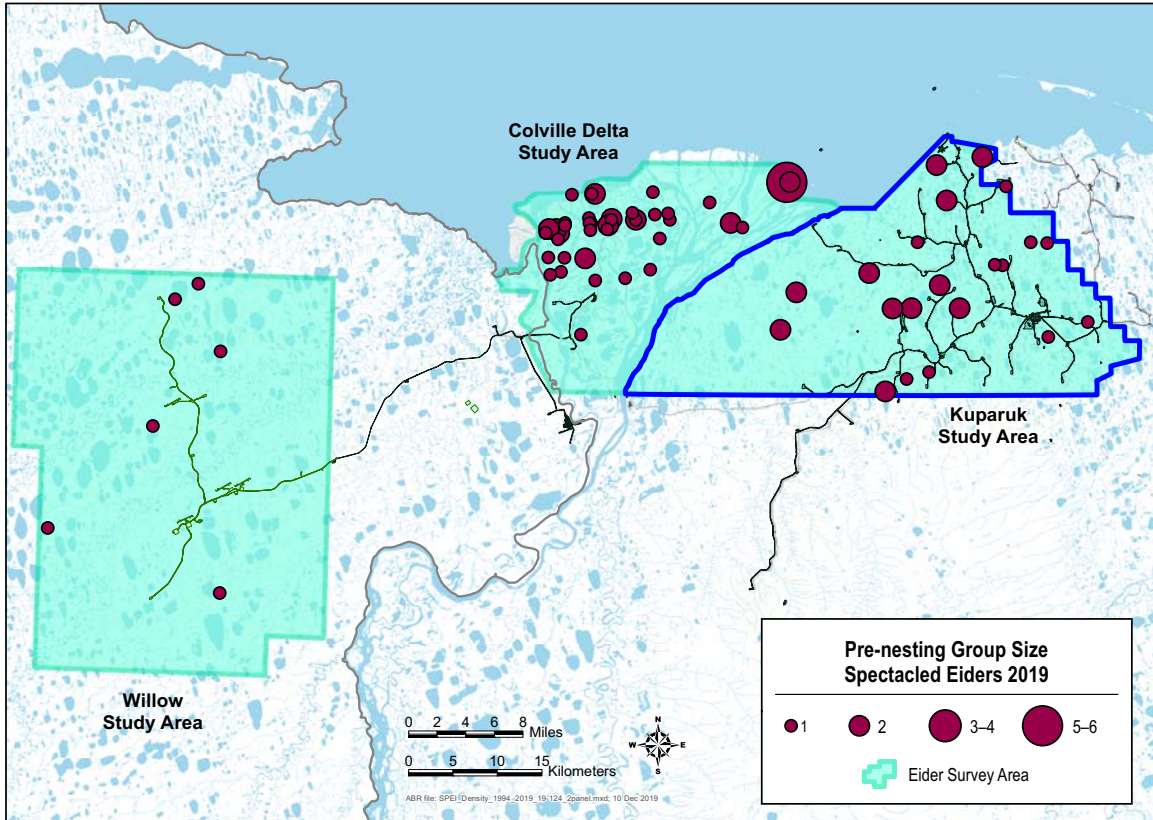 Colville Delta
Study Area
Kuparuk
Study Area
Willow
Study Area
Pre-nesting Group Size
Spectacled Eiders 2019
1 2 3–4 5–6
Eider Survey Area
0 2 4 6 8
Miles
0 5 10 15
Kilometers
N
W E
S
ABR file: SPEI_Density_1994_2019_19-124_2panel.mxd; 10 Dec 2019